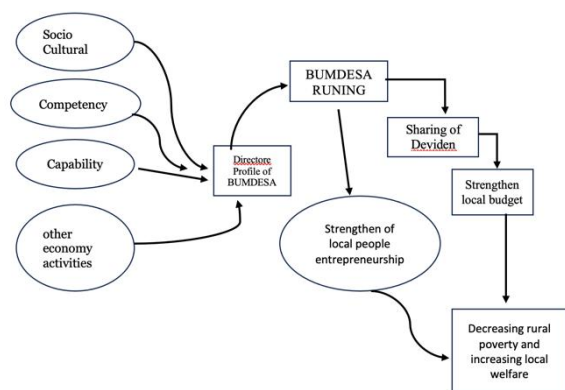 Socio
Cultural
Competency
Capability
other
economy
activities
Directore
Profile of
BUMDESA
BUMDESA
RUNING
Sharing of
Deviden
Strengthen
local budget
Strengthen of
local people
entrepreneurship
Decreasing rural
poverty and
increasing local
welfare